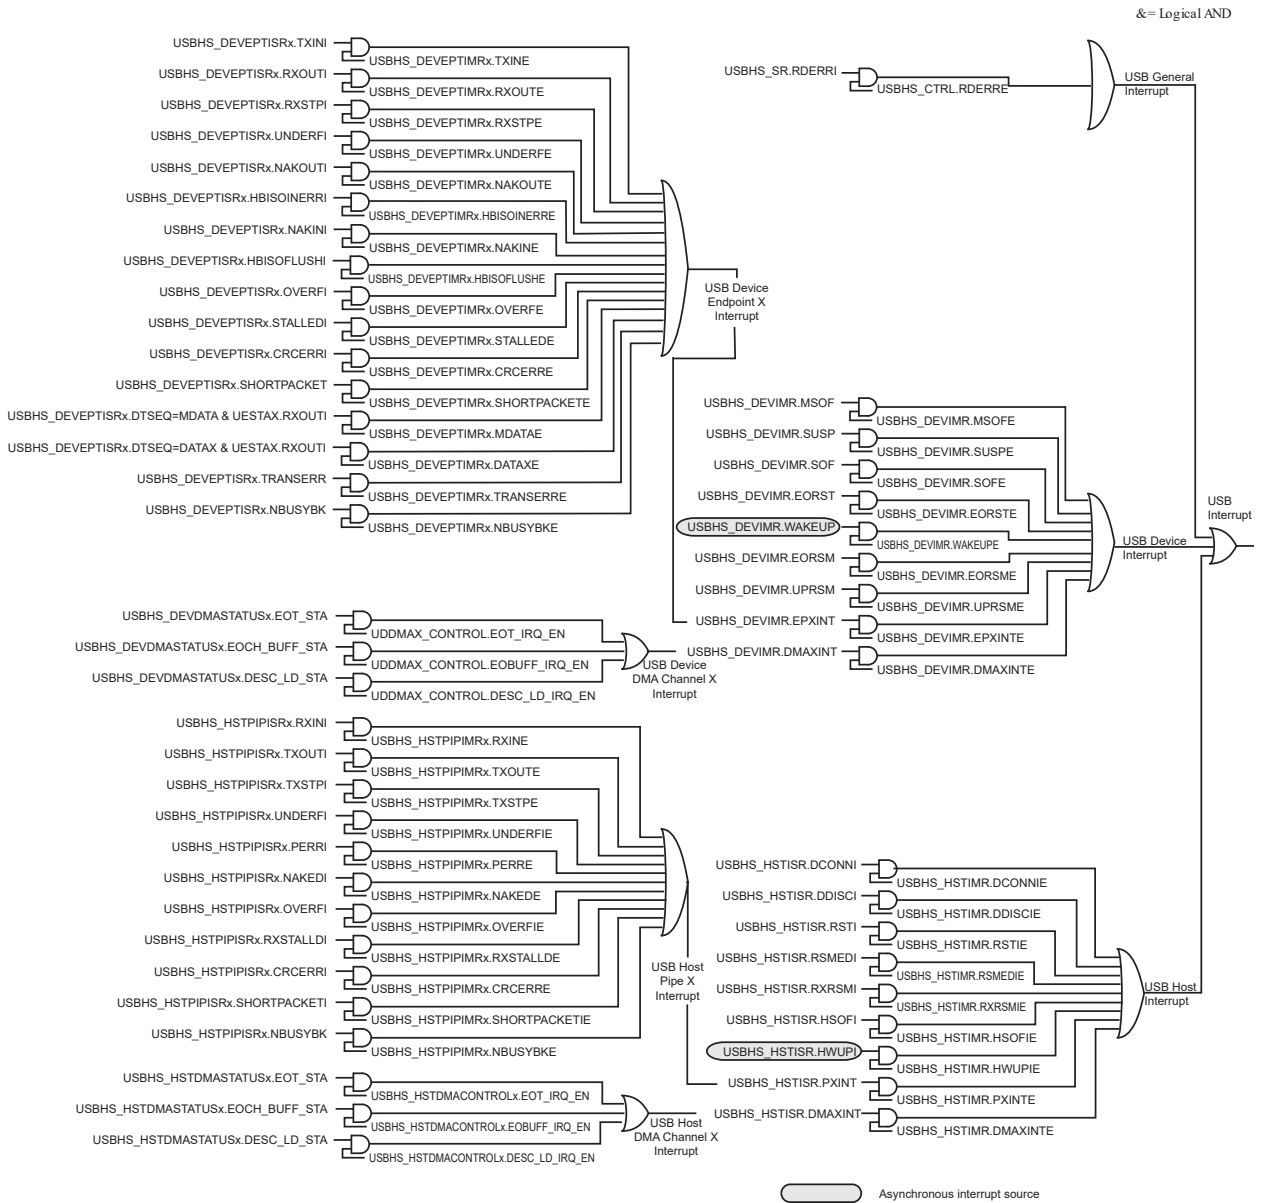 &= Logical AND
USBHS_DEVEPTISRx.TXINI
USBHS_DEVEPTIMRx.TXINE
USBHS_DEVEPTISRx.RXOUTI
USBHS_DEVEPTIMRx.RXOUTE
USBHS_DEVEPTISRx.RXSTPI
USBHS_DEVEPTIMRx.RXSTPE
USBHS_DEVEPTISRx.UNDERFI
USBHS_DEVEPTIMRx.UNDERFE
USBHS_DEVEPTISRx.NAKOUTI
USBHS_DEVEPTIMRx.NAKOUTE
USBHS_DEVEPTISRx.HBISOINERRI
USBHS_DEVEPTIMRx.HBISOINERRE
USBHS_DEVEPTISRx.NAKINI
USBHS_DEVEPTIMRx.NAKINE
USBHS_DEVEPTISRx.HBISOFLUSHI
USBHS_DEVEPTIMRx.HBISOFLUSHE
USBHS_DEVEPTISRx.OVERFI
USBHS_DEVEPTIMRx.OVERFE
USBHS_DEVEPTISRx.STALLEDI
USBHS_DEVEPTIMRx.STALLEDE
USBHS_DEVEPTISRx.CRCERRI
USBHS_DEVEPTIMRx.CRCERRE
USBHS_DEVEPTISRx.SHORTPACKET
USBHS_DEVEPTIMRx.SHORTPACKETE
USBHS_DEVEPTISRx.DTSEQ=MDATA & UESTAX.RXOUTI
USBHS_DEVEPTIMRx.MDATAE
USBHS_DEVEPTISRx.DTSEQ=DATAX & UESTAX.RXOUTI
USBHS_DEVEPTIMRx.DATAXE
USBHS_DEVEPTISRx.TRANSERR
USBHS_DEVEPTIMRx.TRANSERRE
USBHS_DEVEPTISRx.NBUSYBK
USBHS_DEVEPTIMRx.NBUSYBKE
USB Device
Endpoint X
Interrupt
USBHS_SR.RDERRI
USBHS_CTRL.RDERRE
USB General
Interrupt
USBHS_DEVIMR.MSOF
USBHS_DEVIMR.MSOFE
USBHS_DEVIMR.SUSP
USBHS_DEVIMR.SUSPE
USBHS_DEVIMR.SOF
USBHS_DEVIMR.SOFE
USBHS_DEVIMR.EORST
USBHS_DEVIMR.EORSTE
USBHS_DEVIMR.WAKEUP
USBHS_DEVIMR.WAKEUPE
USBHS_DEVIMR.EORSM
USBHS_DEVIMR.EORSME
USBHS_DEVIMR.UPRSM
USBHS_DEVIMR.UPRSME
USBHS_DEVIMR.EPXINT
USBHS_DEVIMR.EPXINTE
USBHS_DEVIMR.DMAXINT
USBHS_DEVIMR.DMAXINTE
USB Device
Interrupt
USB
Interrupt
USBHS_DEVDMASTATUSx.EOT_STA
UDDMAX_CONTROL.EOT_IRQ_EN
USBHS_DEVDMASTATUSx.EOCH_BUFF_STA
UDDMAX_CONTROL.EOBUFF_IRQ_EN
USBHS_DEVDMASTATUSx.DESC_LD_STA
UDDMAX_CONTROL.DESC_LD_IRQ_EN
USB Device
DMA Channel X
Interrupt
USBHS_HSTPIPISRx.RXINI
USBHS_HSTPIPIMRx.RXINE
USBHS_HSTPIPISRx.TXOUTI
USBHS_HSTPIPIMRx.TXOUTE
USBHS_HSTPIPISRx.TXSTPI
USBHS_HSTPIPIMRx.TXSTPE
USBHS_HSTPIPISRx.UNDERFI
USBHS_HSTPIPIMRx.UNDERFIE
USBHS_HSTPIPISRx.PERRI
USBHS_HSTPIPIMRx.PERRE
USBHS_HSTPIPISRx.NAKEDI
USBHS_HSTPIPIMRx.NAKEDE
USBHS_HSTPIPISRx.OVERFI
USBHS_HSTPIPIMRx.OVERFIE
USBHS_HSTPIPISRx.RXSTALLDI
USBHS_HSTPIPIMRx.RXSTALLDE
USBHS_HSTPIPISRx.CRCERRI
USBHS_HSTPIPIMRx.CRCERRE
USBHS_HSTPIPISRx.SHORTPACKETI
USBHS_HSTPIPIMRx.SHORTPACKETIE
USBHS_HSTPIPISRx.NBUSYBK
USBHS_HSTPIPIMRx.NBUSYBKE
USB Host
Pipe X
Interrupt
USBHS_HSTISR.DCONNI
USBHS_HSTIMR.DCONNIE
USBHS_HSTISR.DDISCI
USBHS_HSTIMR.DDISCIE
USBHS_HSTISR.RSTI
USBHS_HSTIMR.RSTIE
USBHS_HSTISR.RSMEDI
USBHS_HSTIMR.RSMEDIE
USBHS_HSTISR.RXRSMI
USBHS_HSTIMR.RXRSMIE
USBHS_HSTISR.HSOFI
USBHS_HSTIMR.HSOFIE
USBHS_HSTISR.HWUPI
USBHS_HSTIMR.HWUPIE
USBHS_HSTISR.PXINT
USBHS_HSTIMR.PXINTE
USBHS_HSTISR.DMAXINT
USBHS_HSTIMR.DMAXINTE
USB Host
Interrupt
USBHS_HSTDMASTATUSx.EOT_STA
USBHS_HSTDMACONTROLx.EOT_IRQ_EN
USBHS_HSTDMASTATUSx.EOCH_BUFF_STA
USBHS_HSTDMACONTROLx.EOBUFF_IRQ_EN
USBHS_HSTDMASTATUSx.DESC_LD_STA
USBHS_HSTDMACONTROLx.DESC_LD_IRQ_EN
USB Host
DMA Channel X
Interrupt
Asynchronous interrupt source